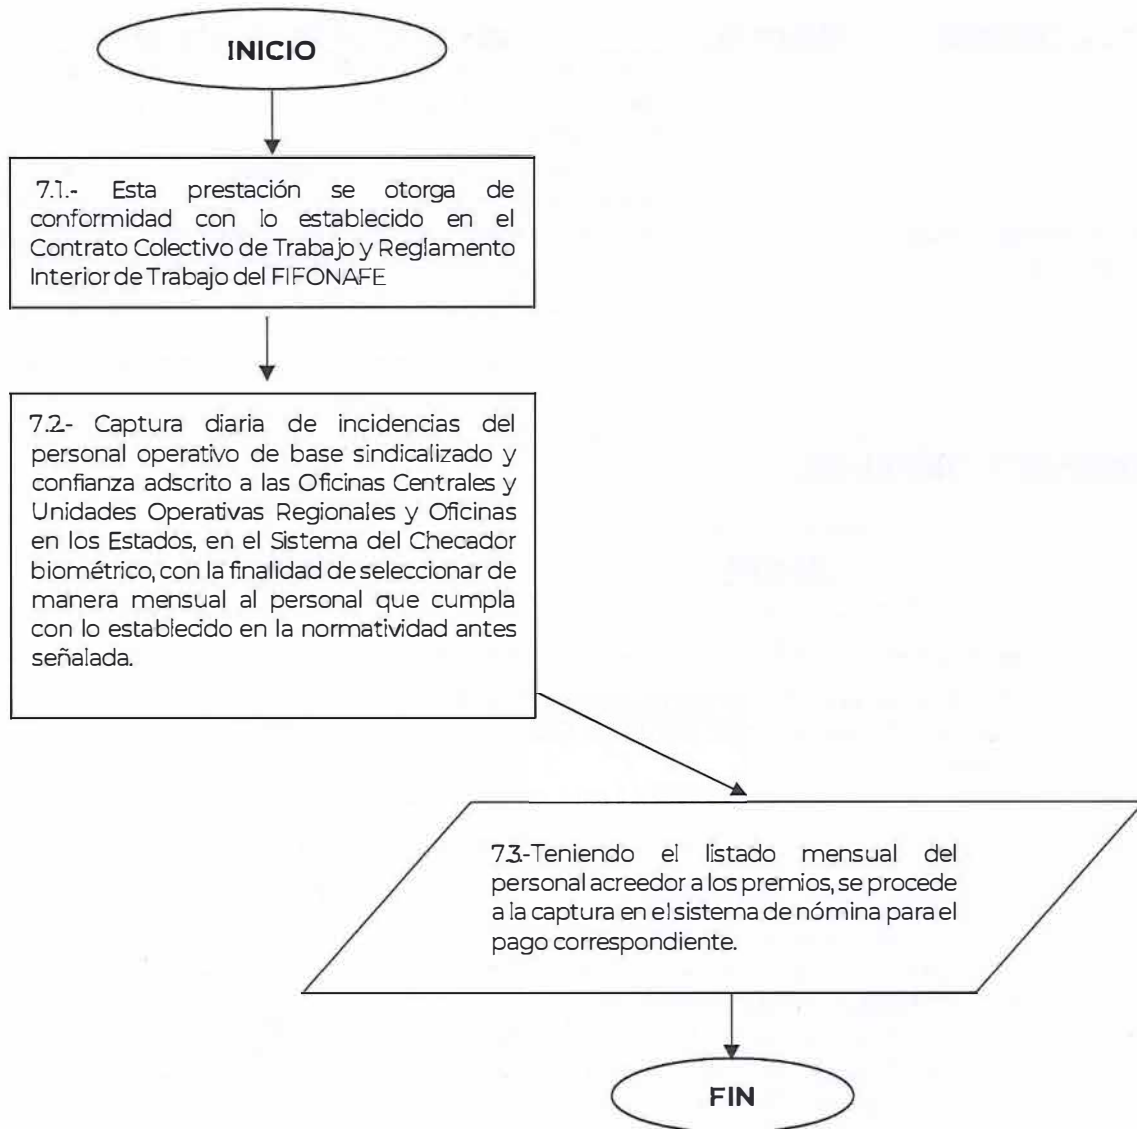 INICIO
7.1.- Esta prestación se otorga de
conformidad con lo establecido en el
Contrato Colectivo de Trabajo y Reglamento
Interior de Trabajo del FIFONAFE
7.2.- Captura diaria de incidencias del
personal operativo de base sindicalizado y
confianza adscrito a las Oficinas Centrales y
Unidades Operativas Regionales y Oficinas
en los Estados, en el Sistema del Checador
biométrico, con la finalidad de seleccionar de
manera mensual al personal que cumpla
con lo establecido en la normatividad antes
señalada.
7.3.-Teniendo el listado mensual del
personal acreedor a los premios, se procede
a la captura en el sistema de nómina para el
pago correspondiente.
FIN